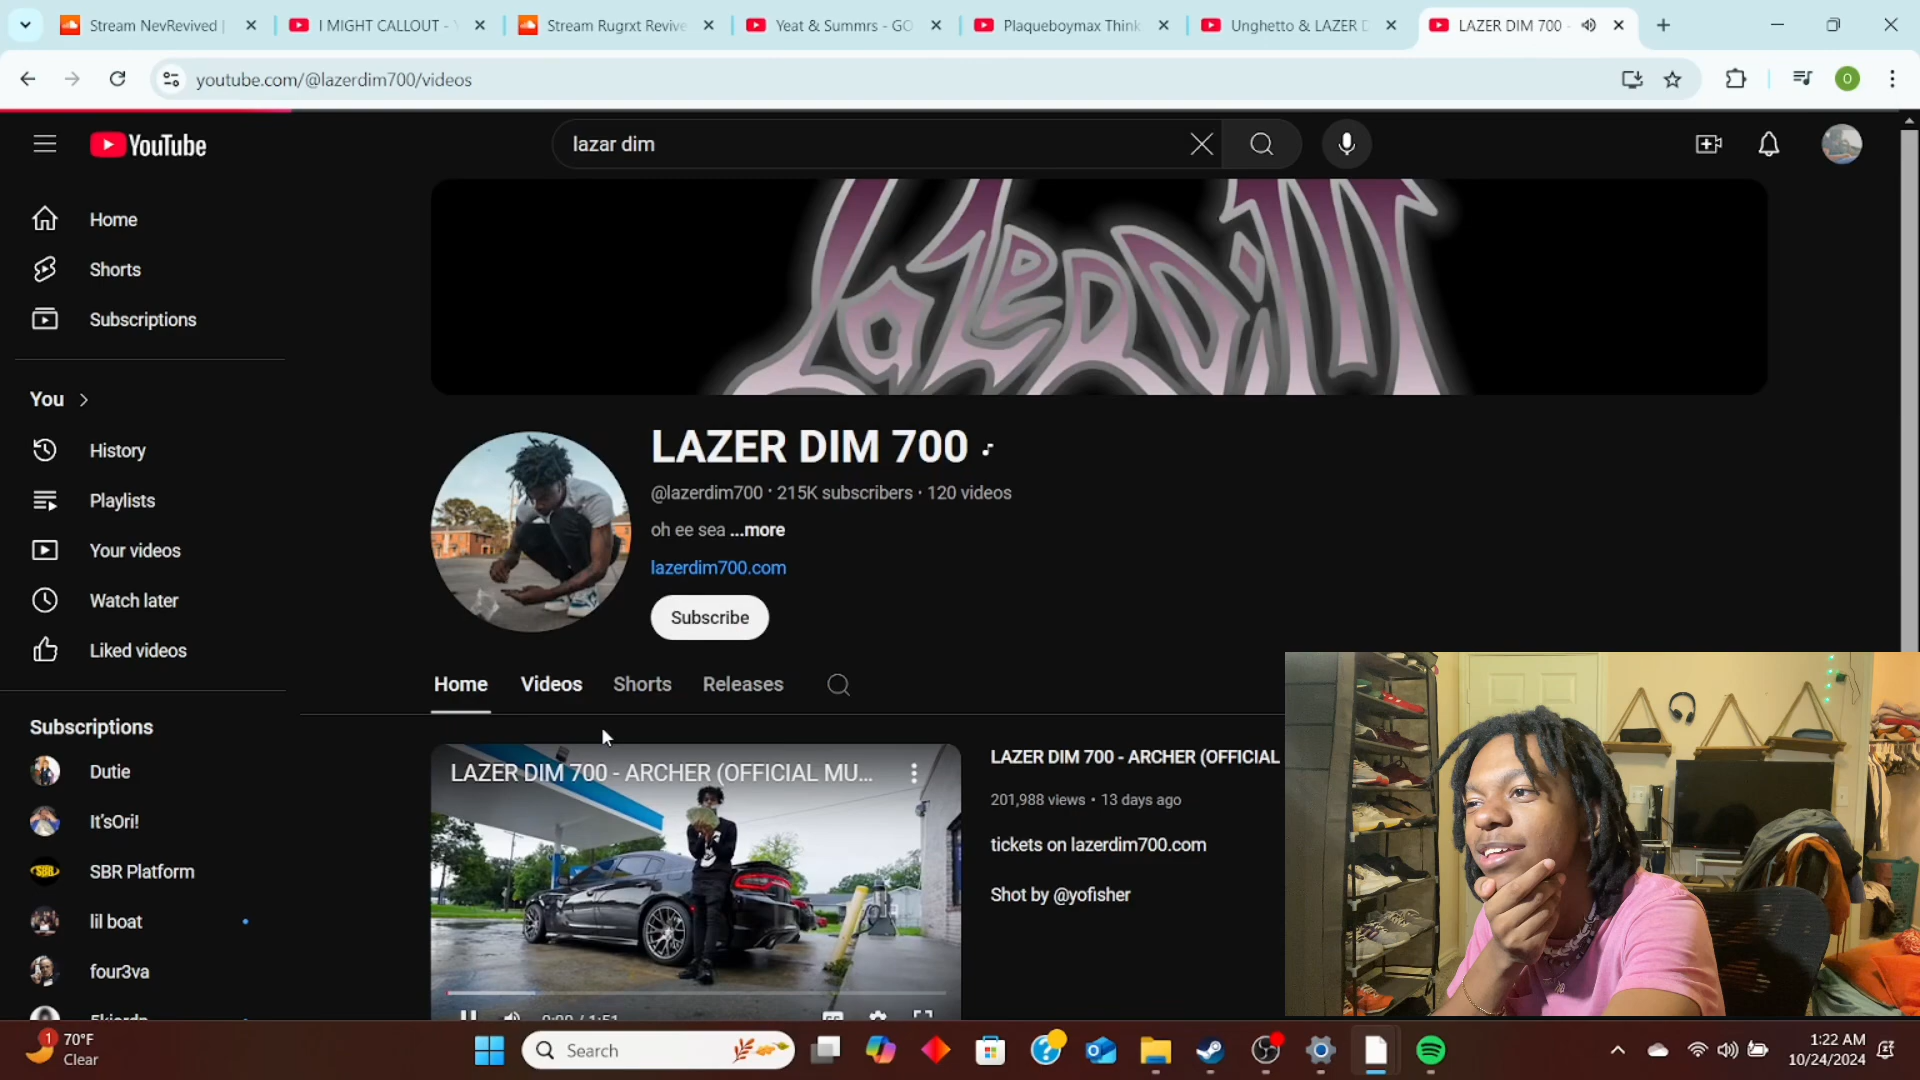 Stream NevRevived |
I MIGHT CALLOUT -
Stream Rugrxt Revive
Yeat & Summrs - GO
Plaqueboymax Think
Unghetto & LAZER D
LAZER DIM 700 -
youtube.com/@lazerdim700/videos
O
YouTube
lazar dim
Home
Shorts
Subscriptions
You
History
Playlists
Your videos
Watch later
Liked videos
Subscriptions
Dutie
It'sOri!
SBR
SBR Platform
lil boat
four3va
LazerDim
LAZER DIM 700
@lazerdim700 · 215K subscribers · 120 videos
oh ee sea ...more
lazerdim700.com
Subscribe
Home
Videos
Shorts
Releases
LAZER DIM 700 - ARCHER (OFFICIAL MU...
LAZER DIM 700 - ARCHER (OFFICIAL
201,988 views • 13 days ago
tickets on lazerdim700.com
Shot by @yofisher
1
70°F
Clear
Search
1:22 AM
10/24/2024